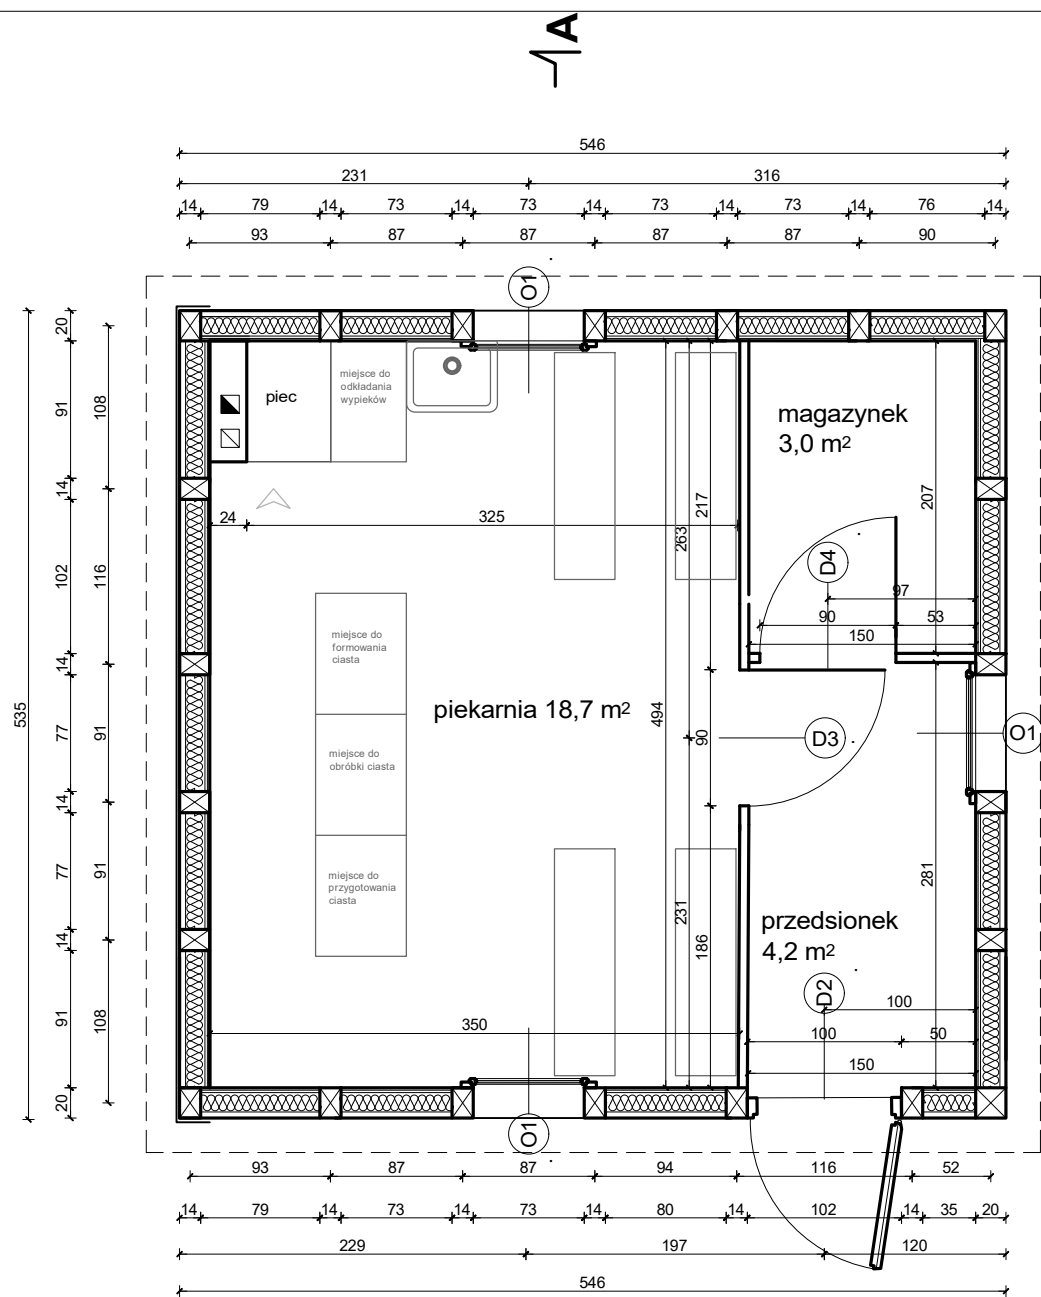 A
546
231 316
14 79 14 73 14 73 14 73 14 73 14 76 14
93 87 87 87 87 90
O1
20
91
14
102
14
77
14
77
14
91
20
108
116
91
91
108
535
piec
miejsce do
odkładania
wypieków
magazynek
3,0 m²
24 325
217
263
207
D4
97
90 53
150
miejsce do
formowania
ciasta
miejsce do
obróbki ciasta
miejsce do
przygotowania
ciasta
piekarnia 18,7 m²
494
90
D3
O1
231
186
281
przedsionek
4,2 m²
D2
100
100 50
150
350
O1
93 87 87 94 116 52
14 79 14 73 14 73 14 80 14 102 14 35 20
229 197 120
546